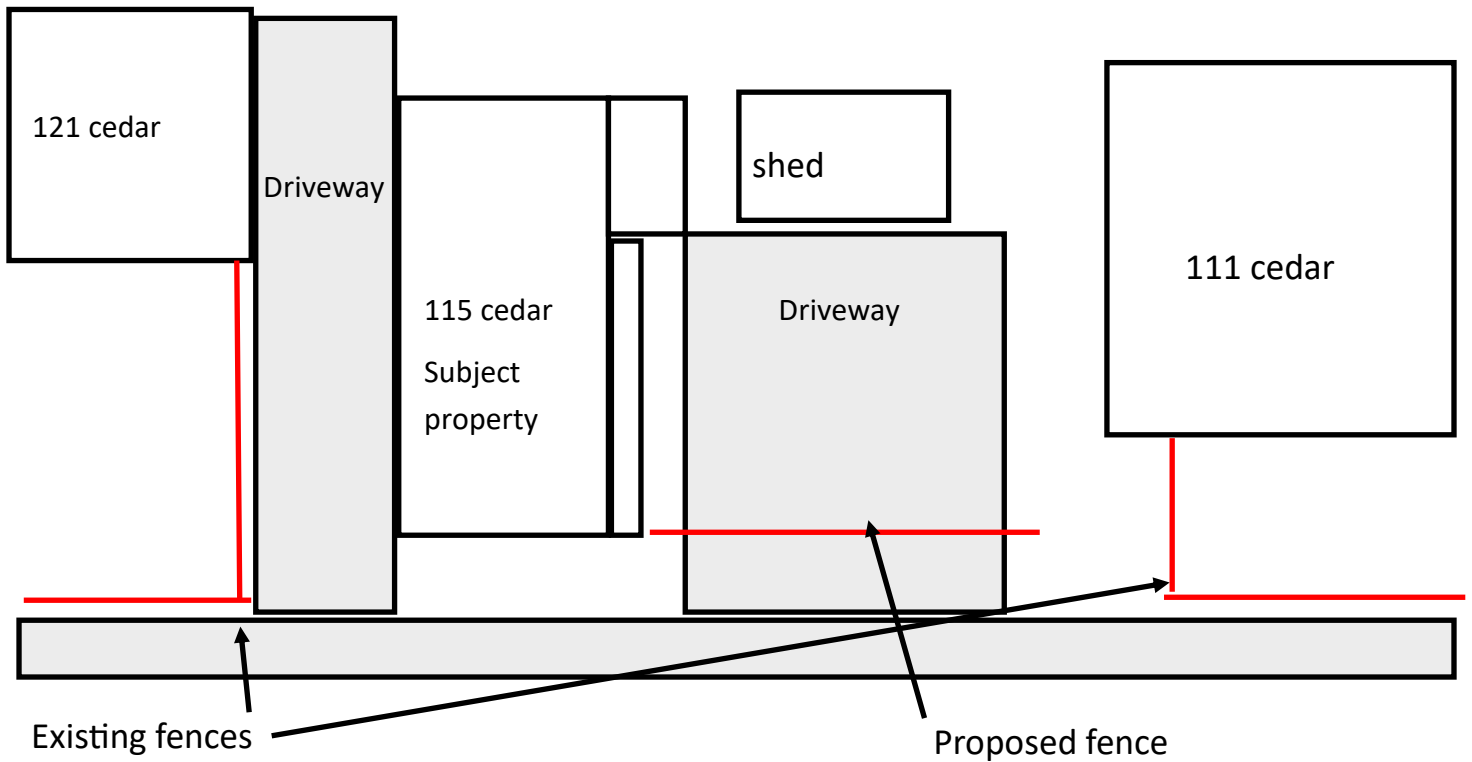 121 cedar
Driveway
115 cedar
Subject
property
shed
Driveway
111 cedar
Existing fences
Proposed fence